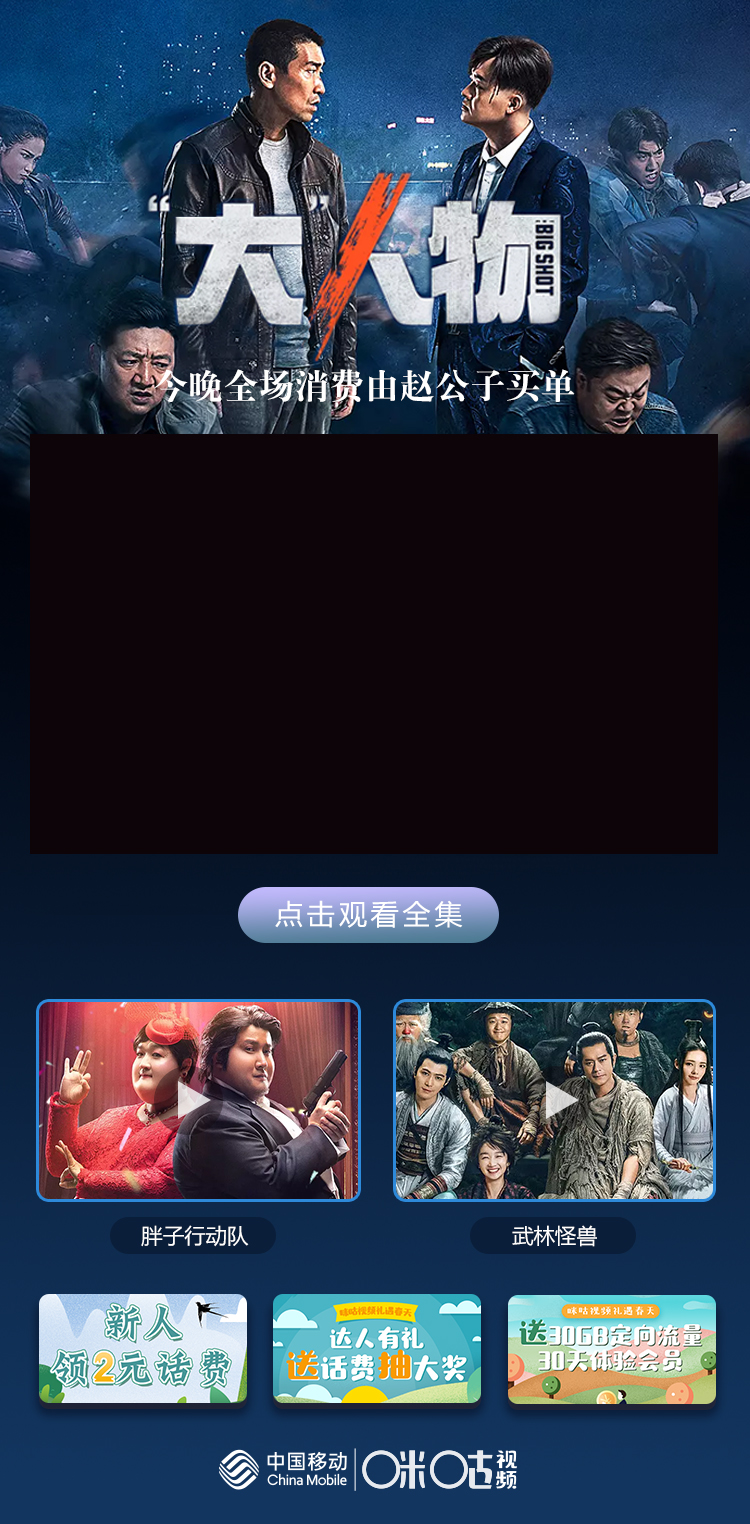 “大”人物
BIG SHOT
今晚全场消费由赵公子买单
点击观看全集
胖子行动队
武林怪兽
新人
领2元话费
咪咕视频礼遇春天
达人有礼
送话费抽大奖
咪咕视频礼遇春天
送30GB定向流量
30天体验会员
中国移动
China Mobile
咪咕视频